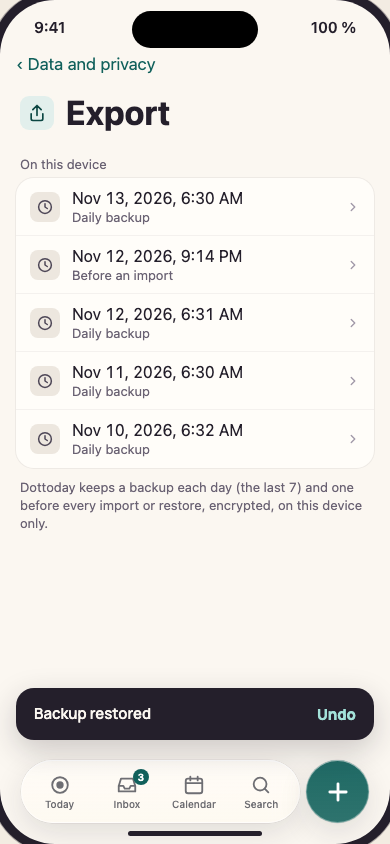 9:41
100 %
‹ Data and privacy
Export
On this device
Nov 13, 2026, 6:30 AM
Daily backup
Nov 12, 2026, 9:14 PM
Before an import
Nov 12, 2026, 6:31 AM
Daily backup
Nov 11, 2026, 6:30 AM
Daily backup
Nov 10, 2026, 6:32 AM
Daily backup
Dottoday keeps a backup each day (the last 7) and one
before every import or restore, encrypted, on this device
only.
Backup restored
Undo
3
Today
Inbox
Calendar
Search